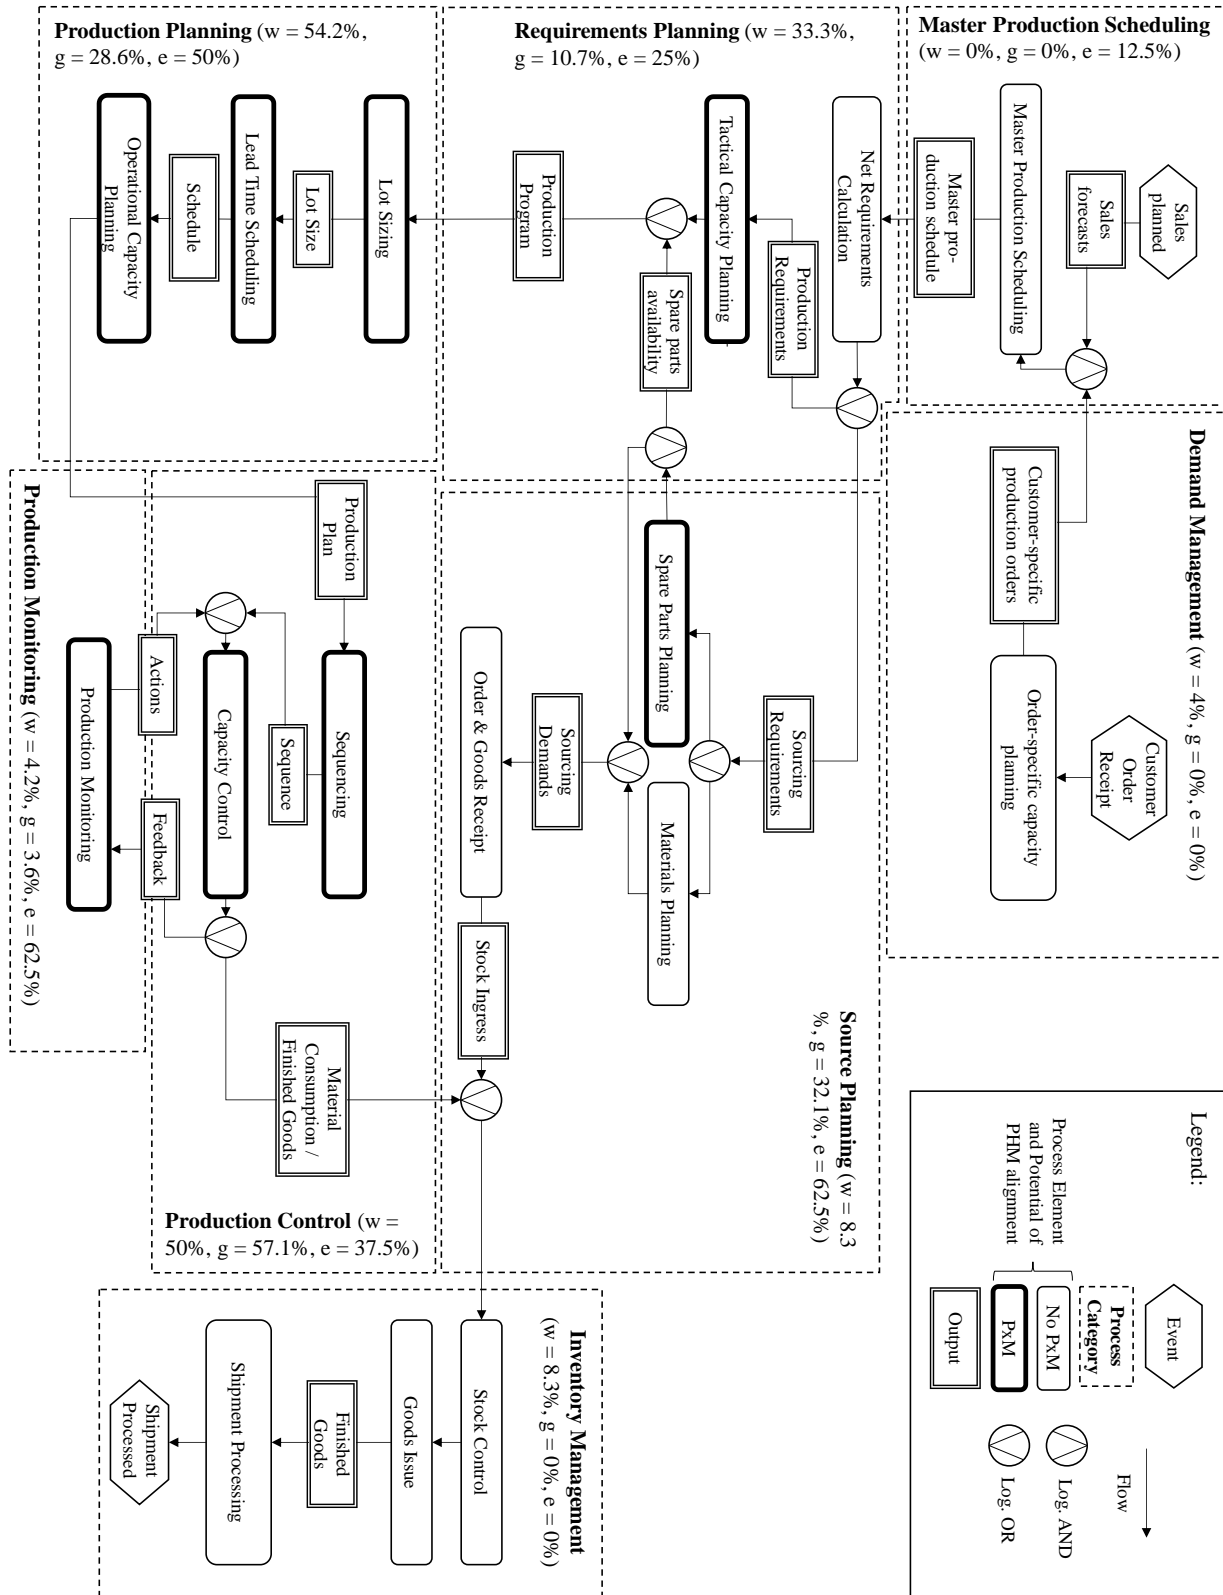 Production Planning (w = 54.2%,
g = 28.6%, e = 50%)
Requirements Planning (w = 33.3%,
g = 10.7%, e = 25%)
Master Production Scheduling
(w = 0%, g = 0%, e = 12.5%)
Sales
planned
Sales
forecasts
Master Production Scheduling
Master pro-
duction schedule
Net Requirements
Calculation
Production
Requirements
Tactical Capacity Planning
Spare parts
availability
Production
Program
Lot Sizing
Lot Size
Lead Time Scheduling
Schedule
Operational Capacity
Planning
Demand Management (w = 4%, g = 0%, e = 0%)
Customer
Order
Receipt
Order-specific capacity
planning
Customer-specific
production orders
Source Planning (w = 8.3
%, g = 32.1%, e = 62.5%)
Sourcing
Requirements
Spare Parts Planning
Materials Planning
Sourcing
Demands
Order & Goods Receipt
Stock Ingress
Production
Plan
Sequencing
Sequence
Capacity Control
Actions
Feedback
Production Monitoring
Production Monitoring (w = 4.2%, g = 3.6%, e = 62.5%)
Material
Consumption /
Finished Goods
Production Control (w =
50%, g = 57.1%, e = 37.5%)
Inventory Management
(w = 8.3%, g = 0%, e = 0%)
Stock Control
Goods Issue
Finished
Goods
Shipment Processing
Shipment
Processed
Legend:
Process Element
and Potential of
PHM alignment
Event
Process
Category
No PxM
PxM
Output
Flow
Log. AND
Log. OR